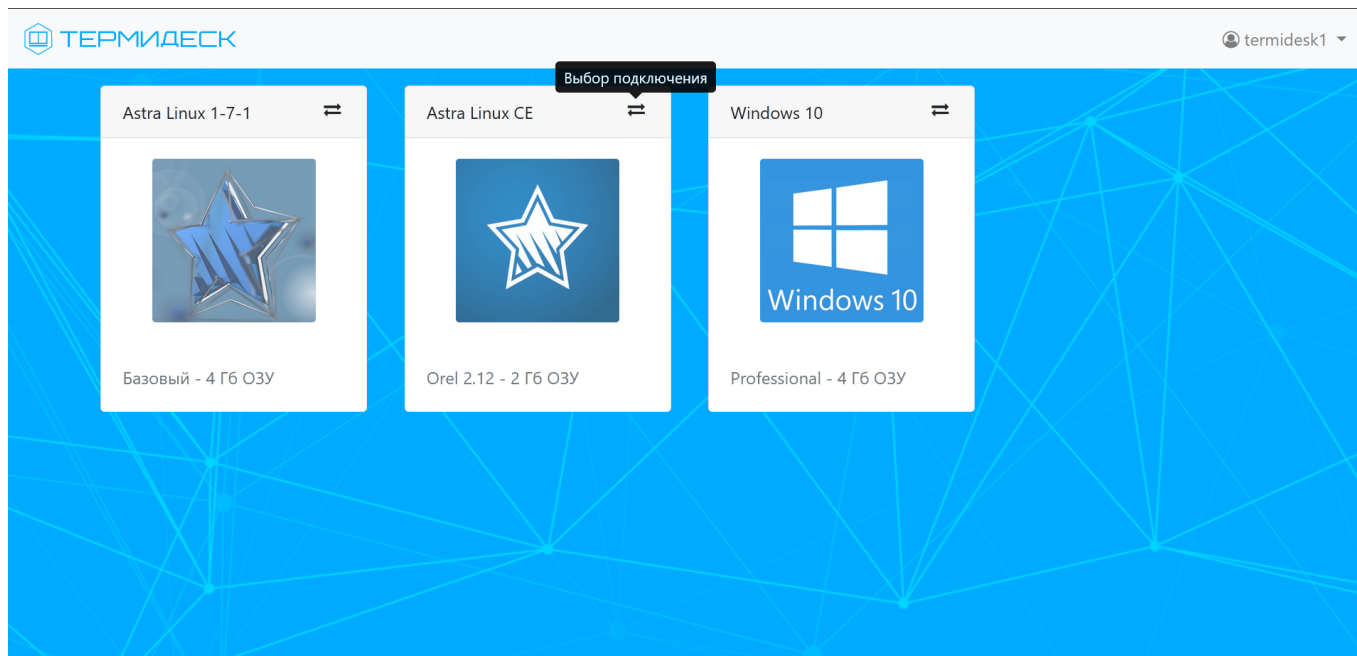 ТЕРМИДЕСК
termidesk1
Выбор подключения
Astra Linux 1-7-1
Astra Linux CE
Windows 10
Windows 10
Базовый - 4 Гб ОЗУ
Orel 2.12 - 2 Гб ОЗУ
Professional - 4 Гб ОЗУ